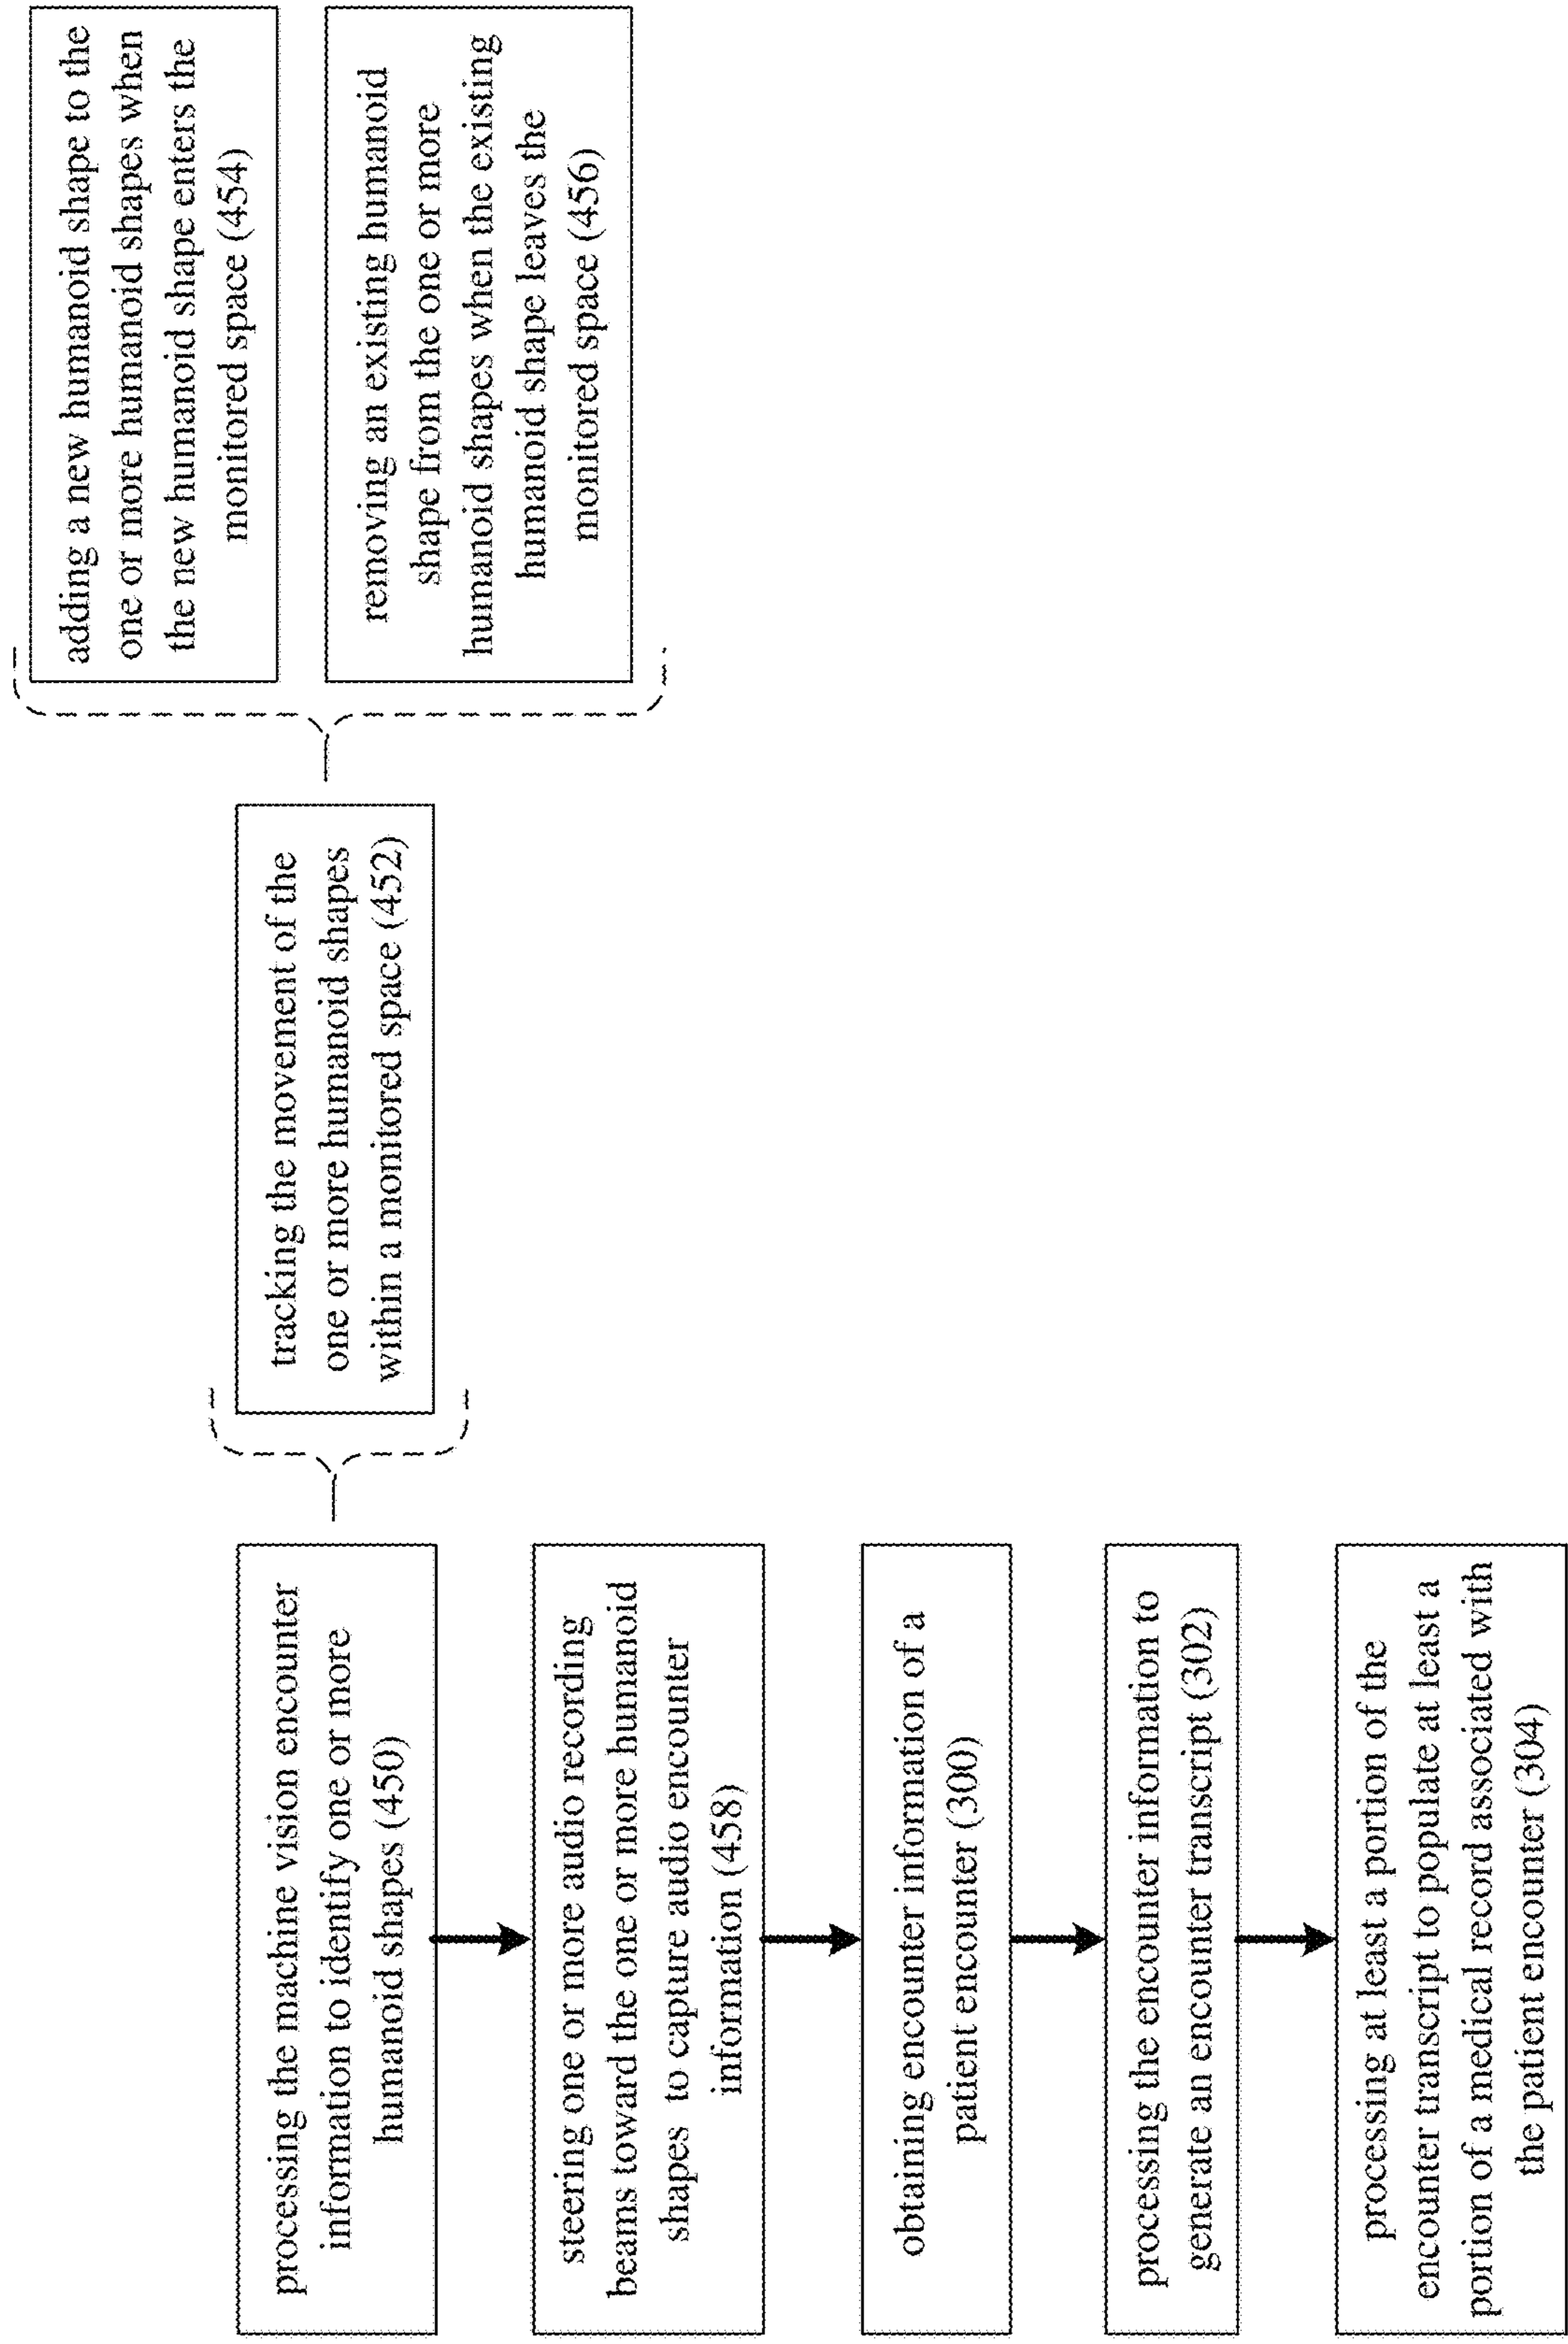 processing the machine vision encounter
information to identify one or more
humanoid shapes (450)
tracking the movement of the
one or more humanoid shapes
within a monitored space (452)
adding a new humanoid shape to the
one or more humanoid shapes when
the new humanoid shape enters the
monitored space (454)
removing an existing humanoid
shape from the one or more
humanoid shapes when the existing
humanoid shape leaves the
monitored space (456)
steering one or more audio recording
beams toward the one or more humanoid
shapes to capture audio encounter
information (458)
obtaining encounter information of a
patient encounter (300)
processing the encounter information to
generate an encounter transcript (302)
processing at least a portion of the
encounter transcript to populate at least a
portion of a medical record associated with
the patient encounter (304)